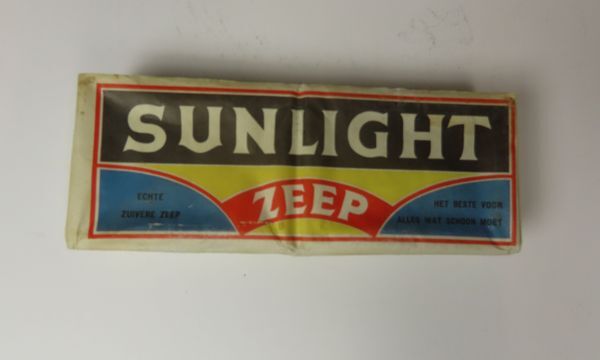 SUNLIGHT
ZEEP
ECHTE
ZUIVERE ZEEP
HET BESTE VOOR
ALLES WAT SCHOON MOET